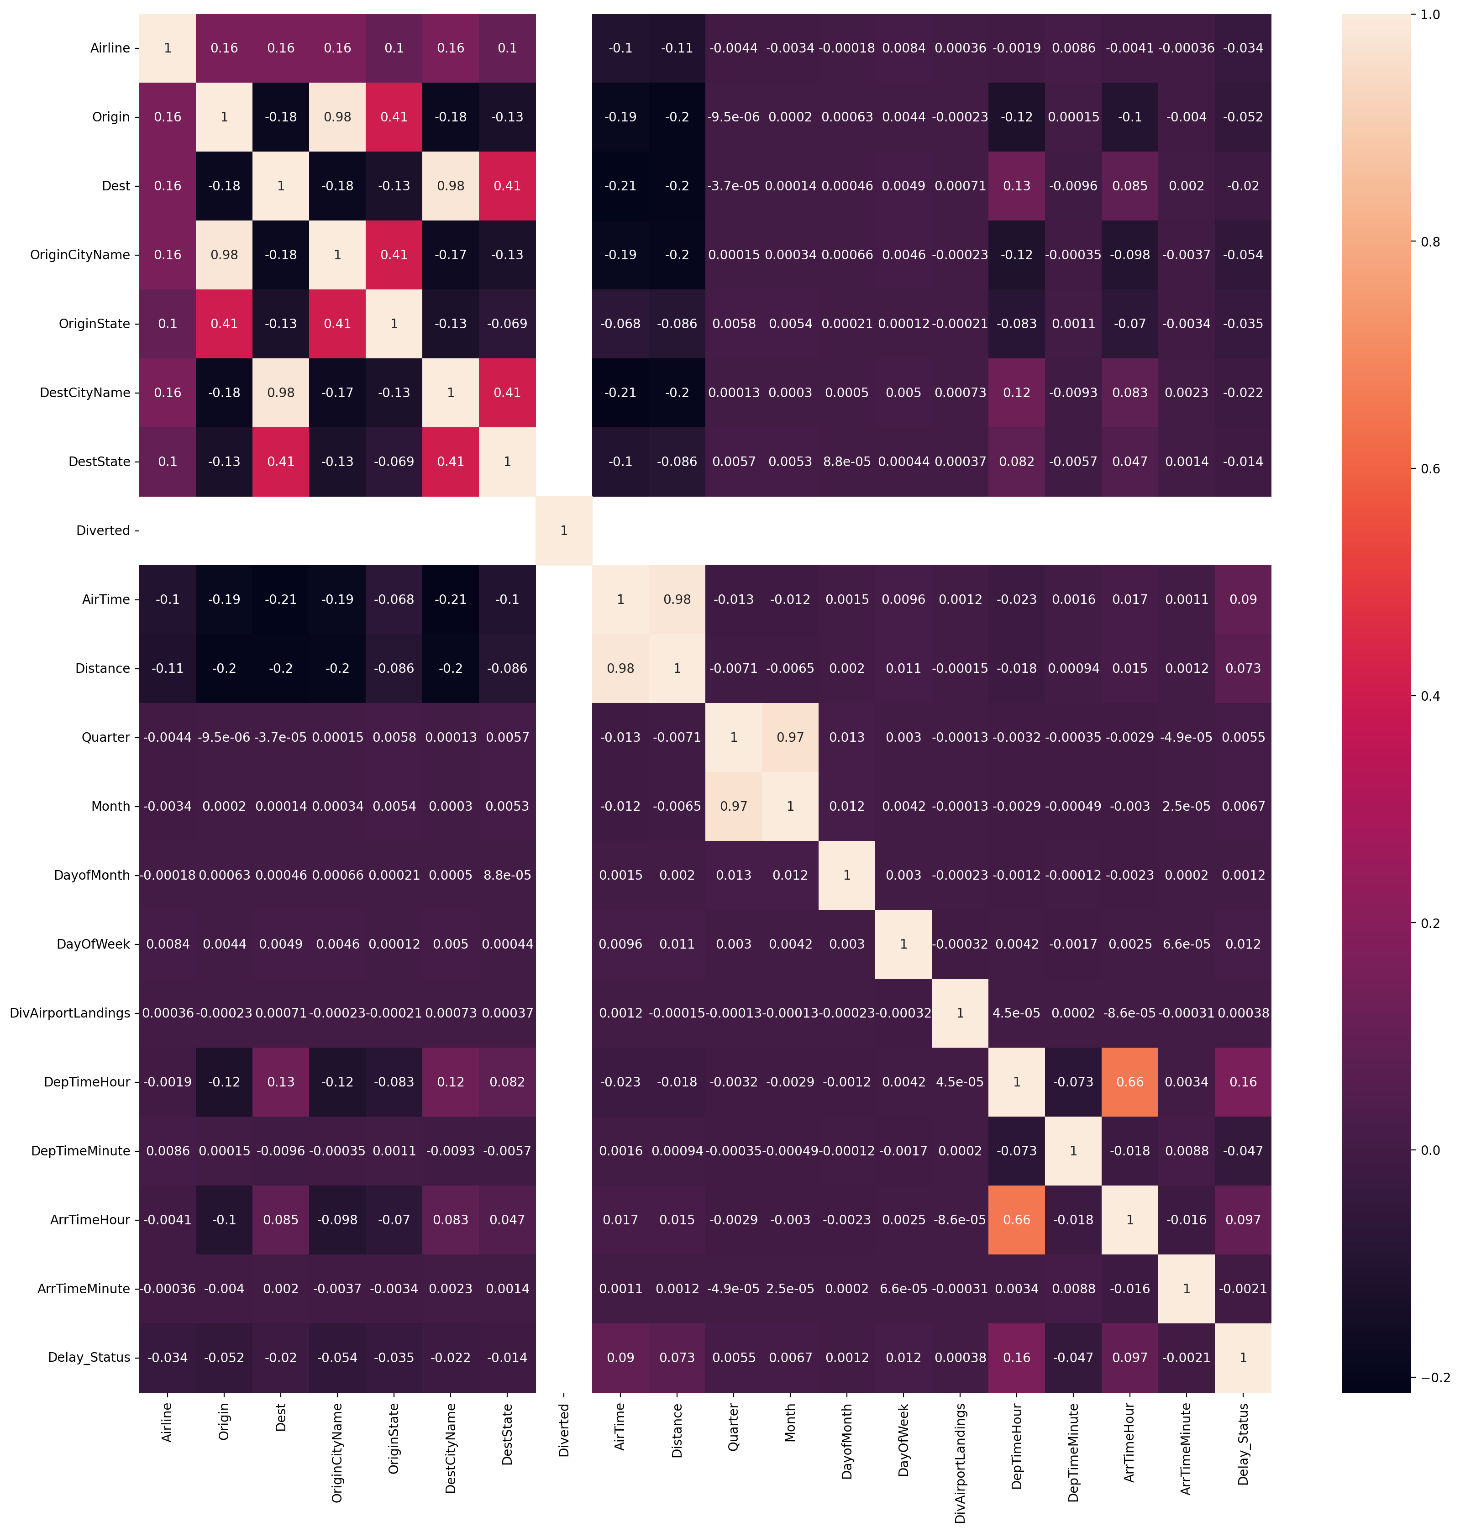 Airline 1 0.16 0.16 0.16 0.1 0.16 0.1 -0.1 -0.11 -0.0044 -0.0034 -0.00018 0.0084 0.00036 -0.0019 0.0086 -0.0041 -0.00036 -0.034
Origin 0.16 1 -0.18 0.98 0.41 -0.18 -0.13 -0.19 -0.2 -9.5e-06 0.0002 0.00063 0.0044 -0.00023 -0.12 0.00015 -0.1 -0.004 -0.052
Dest 0.16 -0.18 1 -0.18 -0.13 0.98 0.41 -0.21 -0.2 -3.7e-05 0.00014 0.00046 0.0049 0.00071 0.13 -0.0096 0.085 0.002 -0.02
OriginCityName 0.16 0.98 -0.18 1 0.41 -0.17 -0.13 -0.19 -0.2 0.00015 0.00034 0.00066 0.0046 -0.00023 -0.12 -0.00035 -0.098 -0.0037 -0.054
OriginState 0.1 0.41 -0.13 0.41 1 -0.13 -0.069 -0.068 -0.086 0.0058 0.0054 0.00021 0.00012 -0.00021 -0.083 0.0011 -0.07 -0.0034 -0.035
DestCityName 0.16 -0.18 0.98 -0.17 -0.13 1 0.41 -0.21 -0.2 0.00013 0.0003 0.0005 0.005 0.00073 0.12 -0.0093 0.083 0.0023 -0.022
DestState 0.1 -0.13 0.41 -0.13 -0.069 0.41 1 -0.1 -0.086 0.0057 0.0053 8.8e-05 0.00044 0.00037 0.082 -0.0057 0.047 0.0014 -0.014
Diverted 1
AirTime -0.1 -0.19 -0.21 -0.19 -0.068 -0.21 -0.1 1 0.98 -0.013 -0.012 0.0015 0.0096 0.0012 -0.023 0.0016 0.017 0.0011 0.09
Distance -0.11 -0.2 -0.2 -0.2 -0.086 -0.2 -0.086 0.98 1 -0.0071 -0.0065 0.002 0.011 -0.00015 -0.018 0.00094 0.015 0.0012 0.073
Quarter -0.0044 -9.5e-06 -3.7e-05 0.00015 0.0058 0.00013 0.0057 -0.013 -0.0071 1 0.97 0.013 0.003 -0.00013 -0.0032 -0.00035 -0.0029 -4.9e-05 0.0055
Month -0.0034 0.0002 0.00014 0.00034 0.0054 0.0003 0.0053 -0.012 -0.0065 0.97 1 0.012 0.0042 -0.00013 -0.0029 -0.00049 -0.003 2.5e-05 0.0067
DayofMonth -0.00018 0.00063 0.00046 0.00066 0.00021 0.0005 8.8e-05 0.0015 0.002 0.013 0.012 1 0.003 -0.00023 -0.0012 -0.00012 -0.0023 0.0002 0.0012
DayOfWeek 0.0084 0.0044 0.0049 0.0046 0.00012 0.005 0.00044 0.0096 0.011 0.003 0.0042 0.003 1 -0.00032 0.0042 -0.0017 0.0025 6.6e-05 0.012
DivAirportLandings 0.00036 -0.00023 0.00071 -0.00023 -0.00021 0.00073 0.00037 0.0012 -0.00015 -0.00013 -0.00013 -0.00023 -0.00032 1 4.5e-05 0.0002 -8.6e-05 -0.00031 0.00038
DepTimeHour -0.0019 -0.12 0.13 -0.12 -0.083 0.12 0.082 -0.023 -0.018 -0.0032 -0.0029 -0.0012 0.0042 4.5e-05 1 -0.073 0.66 0.0034 0.16
DepTimeMinute 0.0086 0.00015 -0.0096 -0.00035 0.0011 -0.0093 -0.0057 0.0016 0.00094 -0.00035 -0.00049 -0.00012 -0.0017 0.0002 -0.073 1 -0.018 0.0088 -0.047
ArrTimeHour -0.0041 -0.1 0.085 -0.098 -0.07 0.083 0.047 0.017 0.015 -0.0029 -0.003 -0.0023 0.0025 -8.6e-05 0.66 -0.018 1 -0.016 0.097
ArrTimeMinute -0.00036 -0.004 0.002 -0.0037 -0.0034 0.0023 0.0014 0.0011 0.0012 -4.9e-05 2.5e-05 0.0002 6.6e-05 -0.00031 0.0034 0.0088 -0.016 1 -0.0021
Delay_Status -0.034 -0.052 -0.02 -0.054 -0.035 -0.022 -0.014 0.09 0.073 0.0055 0.0067 0.0012 0.012 0.00038 0.16 -0.047 0.097 -0.0021 1
Airline
Origin
Dest
OriginCityName
OriginState
DestCityName
DestState
Diverted
AirTime
Distance
Quarter
Month
DayofMonth
DayOfWeek
DivAirportLandings
DepTimeHour
DepTimeMinute
ArrTimeHour
ArrTimeMinute
Delay_Status
1.0
0.8
0.6
0.4
0.2
0.0
−0.2